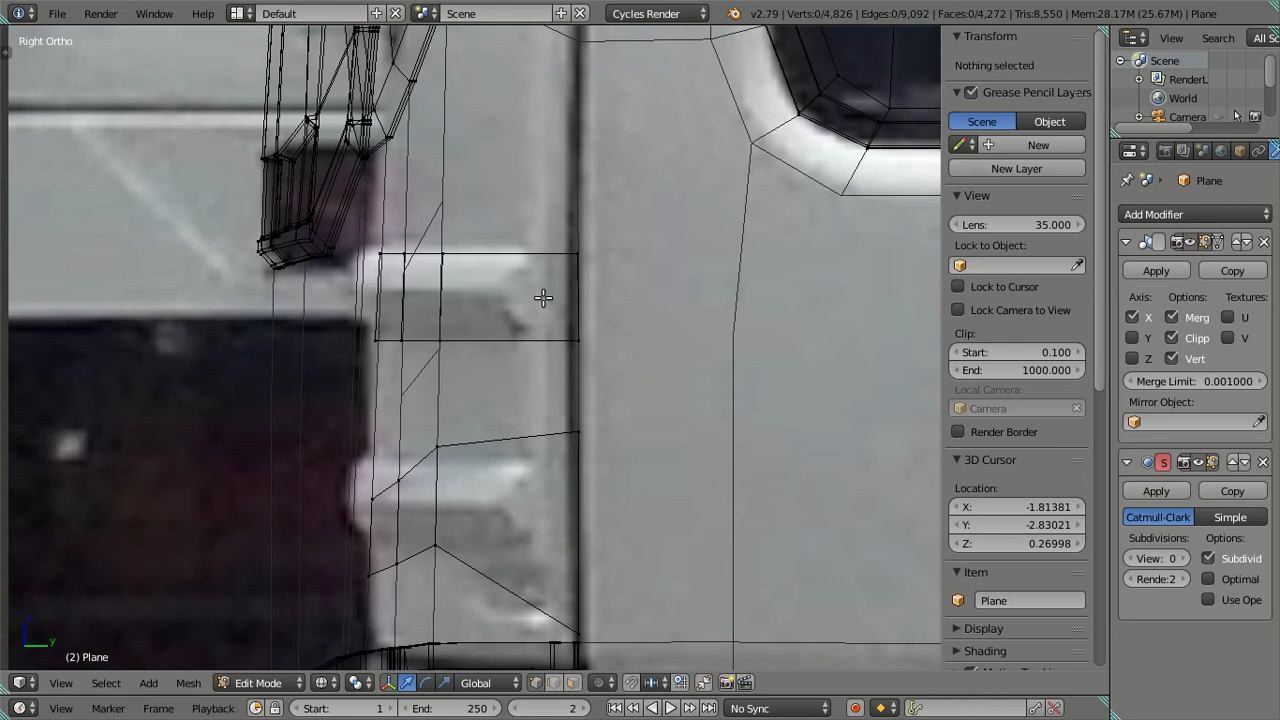 File Render Window Help Default Scene Cycles Render v2.79 | Verts:0/4,826 | Edges:0/9,092 | Faces:0/4,272 | Tris:8,550 | Mem:28.17M (25.67M) | Plane
Right Ortho
Transform
Nothing selected
Grease Pencil Layers
Scene Object
New
New Layer
View
Lens: 35.000
Lock to Object:
Lock to Cursor
Lock Camera to View
Clip:
Start: 0.100
End: 1000.000
Local Camera:
Camera
Render Border
3D Cursor
Location:
X: -1.81381
Y: -2.83021
Z: 0.26998
Item
Plane
Display
Shading
View Search All Sc
Scene
RenderL
World
Camera
Plane
Add Modifier
Apply Copy
Axis: Options: Textures:
X Merg U
Y Clipp V
Z Vert
Merge Limit: 0.001000
Mirror Object:
S
Apply Copy
Catmull-Clark Simple
Subdivisions: Options:
View: 0 Subdivid
Rende:2 Optimal
Use Ope
y
(2) Plane
View Select Add Mesh Edit Mode Global
View Marker Frame Playback Start: 1 End: 250 2 No Sync